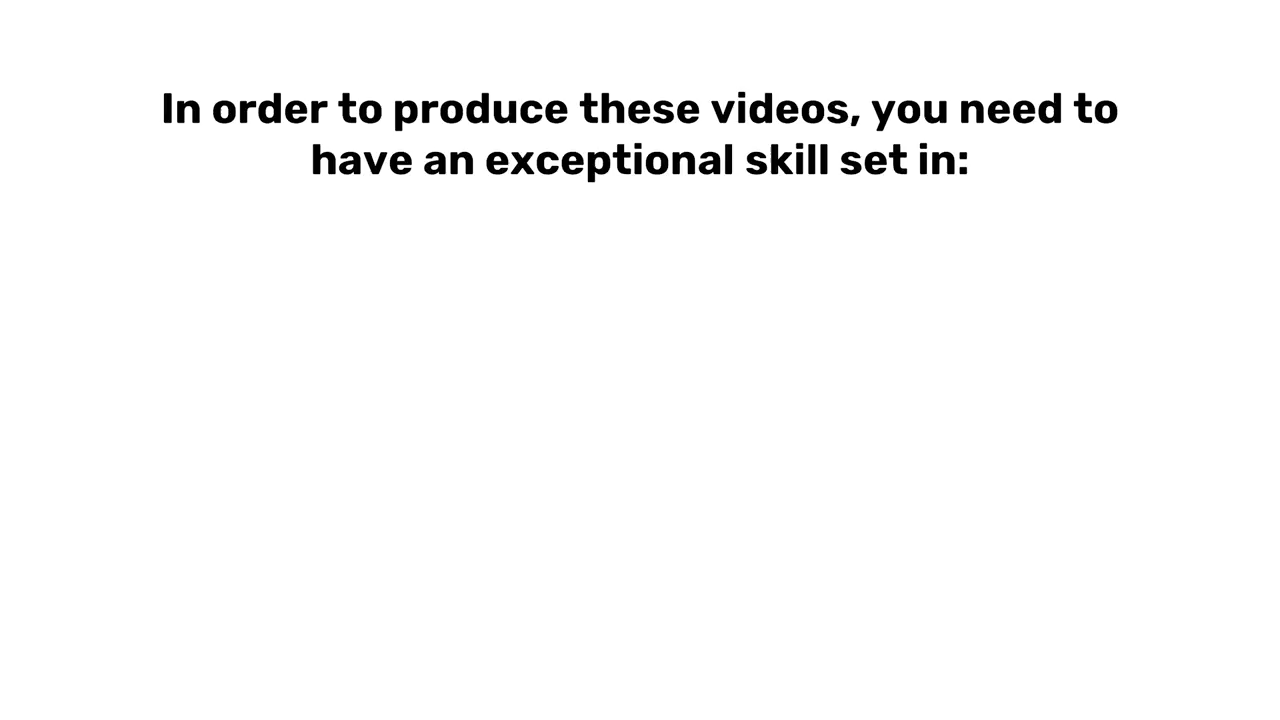 In order to produce these videos, you need to
have an exceptional skill set in: